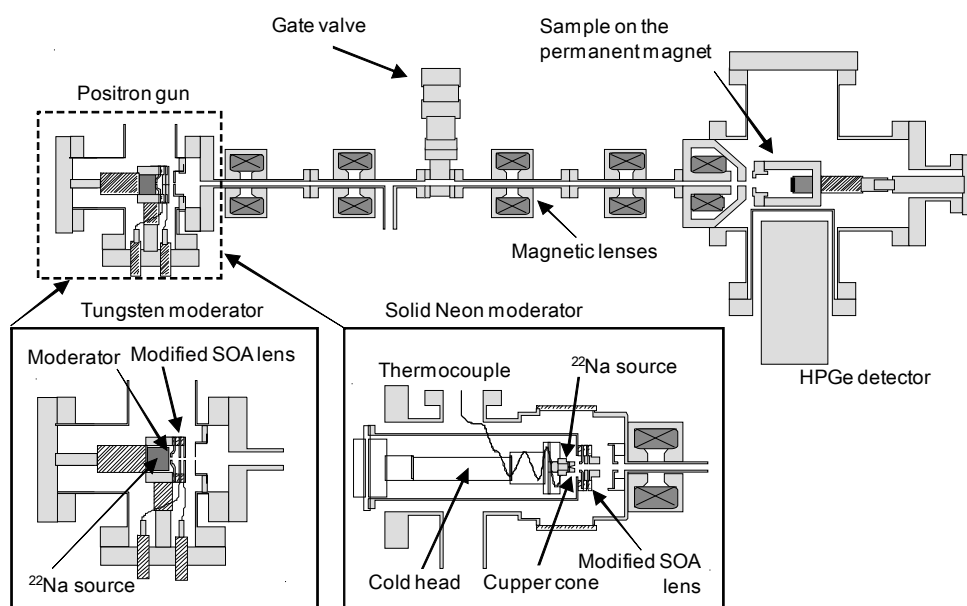 Gate valve
Sample on the
permanent magnet
Positron gun
Magnetic lenses
HPGe detector
Tungsten moderator
Moderator
Modified SOA lens
²²Na source
Solid Neon moderator
Thermocouple
²²Na source
Cold head
Cupper cone
Modified SOA
lens